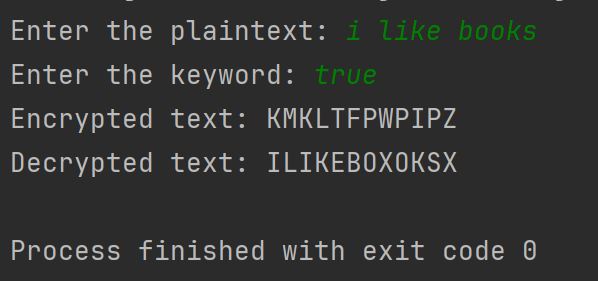 Enter the plaintext: i like books
Enter the keyword: true
Encrypted text: KMKLTFPWPIPZ
Decrypted text: ILIKEBOXOKSX
Process finished with exit code 0